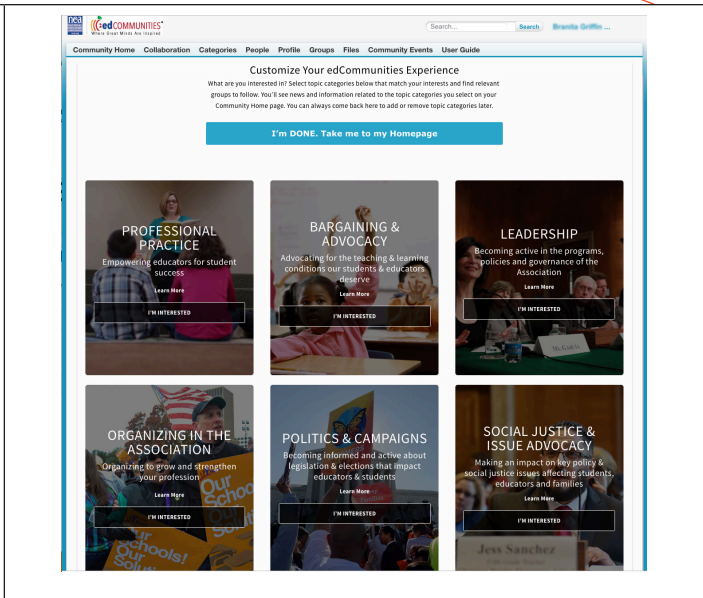 nea
edCOMMUNITIES
Where Great Minds Are Inspired
Search...
Search
Branita Griffin ...
Community Home Collaboration Categories People Profile Groups Files Community Events User Guide
Customize Your edCommunities Experience
What are you interested in? Select topic categories below that match your interests and find relevant
groups to follow. You'll see news and information related to the topic categories you select on your
Community Home page. You can always come back here to add or remove topic categories later.
I'm DONE. Take me to my Homepage
PROFESSIONAL
PRACTICE
Empowering educators for student
success
Learn More
I'M INTERESTED
BARGAINING &
ADVOCACY
Advocating for the teaching & learning
conditions our students & educators
deserve
Learn More
I'M INTERESTED
LEADERSHIP
Becoming active in the programs,
policies and governance of the
Association
Learn More
I'M INTERESTED
ORGANIZING IN THE
ASSOCIATION
Organizing to grow and strengthen
your profession
Learn More
I'M INTERESTED
Our
Schools!
Our
POLITICS & CAMPAIGNS
Becoming informed and active about
legislation & elections that impact
educators & students
Learn More
I'M INTERESTED
SOCIAL JUSTICE &
ISSUE ADVOCACY
Making an impact on key policy &
social justice issues affecting students,
educators and families
Learn More
I'M INTERESTED
Jess Sanchez